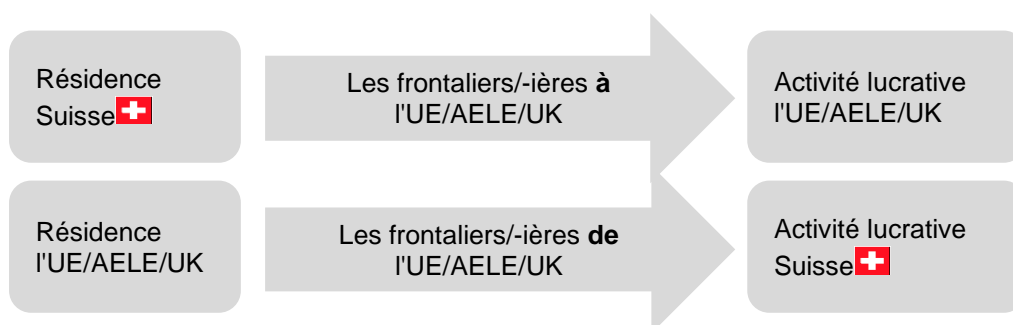 Résidence
Suisse
Les frontaliers/-ières à
l'UE/AELE/UK
Activité lucrative
l'UE/AELE/UK
Résidence
l'UE/AELE/UK
Les frontaliers/-ières de
l'UE/AELE/UK
Activité lucrative
Suisse